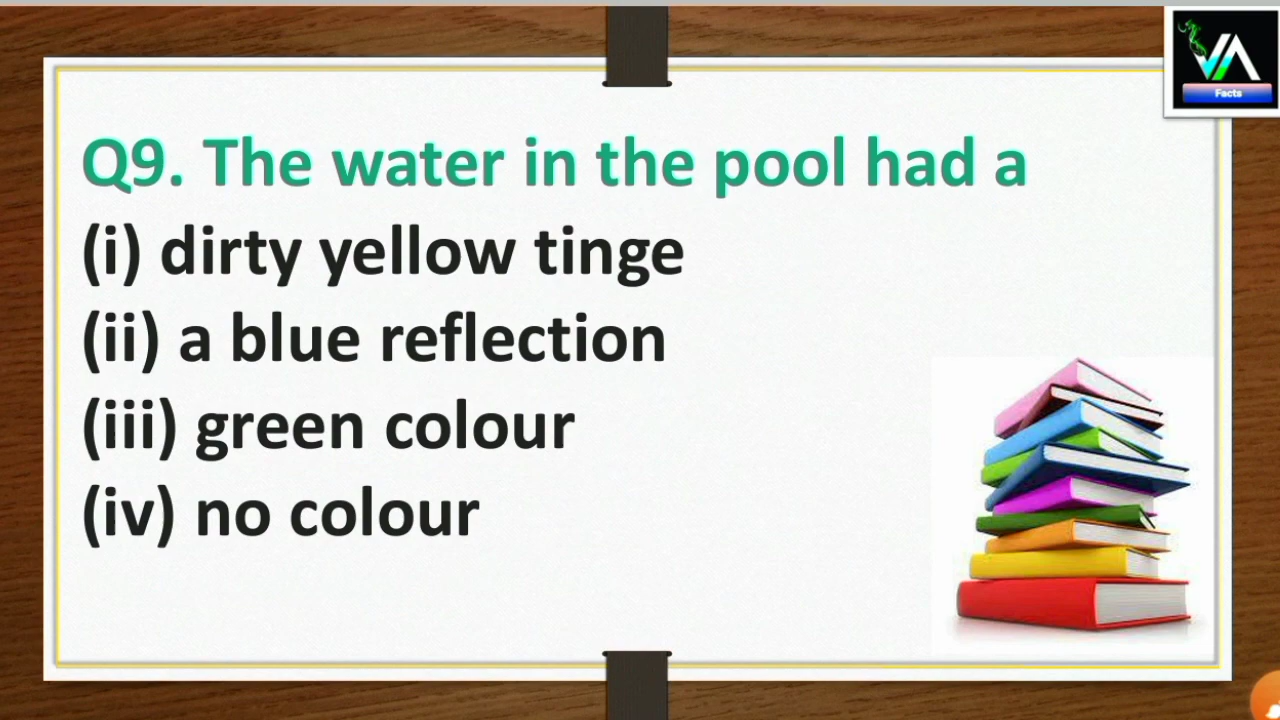 Facts
Q9. The water in the pool had a
(i) dirty yellow tinge
(ii) a blue reflection
(iii) green colour
(iv) no colour